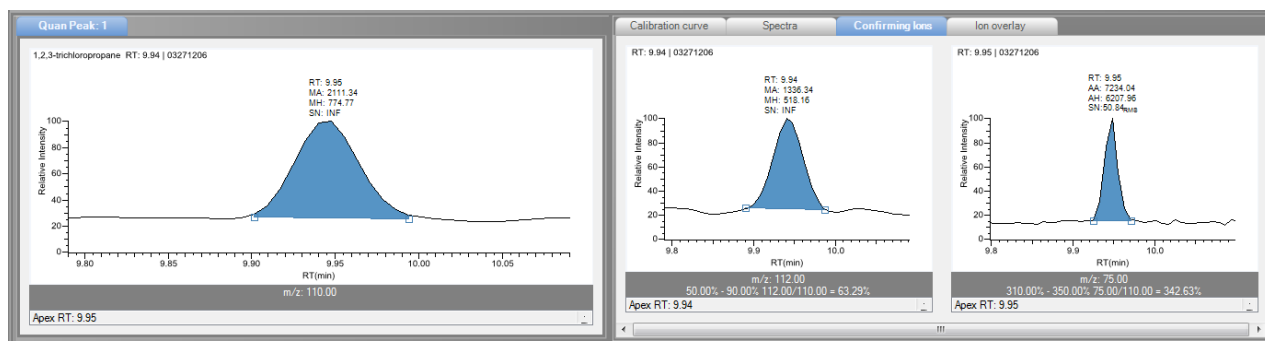 Quan Peak: 1
1,2,3-trichloropropane RT: 9.94 | 03271206
RT: 9.95
MA: 2111.34
MH: 774.77
SN: INF
Relative Intensity
100
80
60
40
20
0
9.80 9.85 9.90 9.95 10.00 10.05
RT(min)
m/z: 110.00
Apex RT: 9.95
Calibration curve Spectra Confirming Ions Ion overlay
RT: 9.94 | 03271206
RT: 9.94
MA: 1336.34
MH: 518.16
SN: INF
Relative Intensity
100
80
60
40
20
0
9.8 9.9 10.0
RT(min)
m/z: 112.00
50.00% - 90.00% 112.00/110.00 = 63.29%
Apex RT: 9.94
RT: 9.95 | 03271206
RT: 9.95
AA: 7234.04
AH: 6207.96
SN:50.84RMB
Relative Intensity
100
80
60
40
20
0
9.8 9.9 10.0
RT(min)
m/z: 75.00
310.00% - 350.00% 75.00/110.00 = 342.63%
Apex RT: 9.95